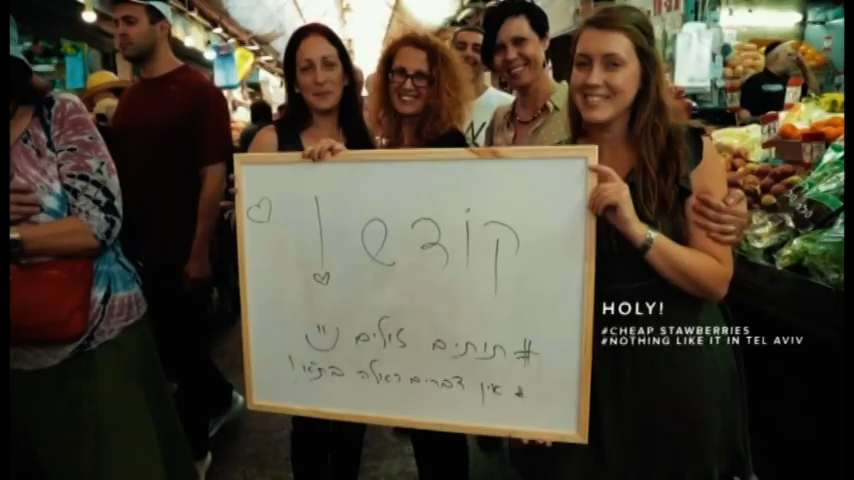 קודש!
#תותים זולים
#אין דברים כאלה בת״א!
HOLY!
#CHEAP STAWBERRIES
#NOTHING LIKE IT IN TEL AVIV